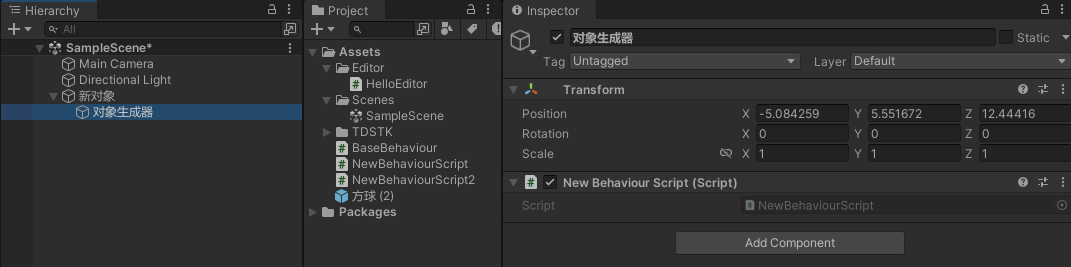 Hierarchy
All
SampleScene*
Main Camera
Directional Light
新对象
对象生成器
Project
Assets
Editor
HelloEditor
Scenes
SampleScene
TDSTK
BaseBehaviour
NewBehaviourScript
NewBehaviourScript2
方球 (2)
Packages
Inspector
对象生成器 Static
Tag Untagged Layer Default
Transform
Position X -5.084259 Y 5.551672 Z 12.44416
Rotation X 0 Y 0 Z 0
Scale X 1 Y 1 Z 1
New Behaviour Script (Script)
Script NewBehaviourScript
Add Component